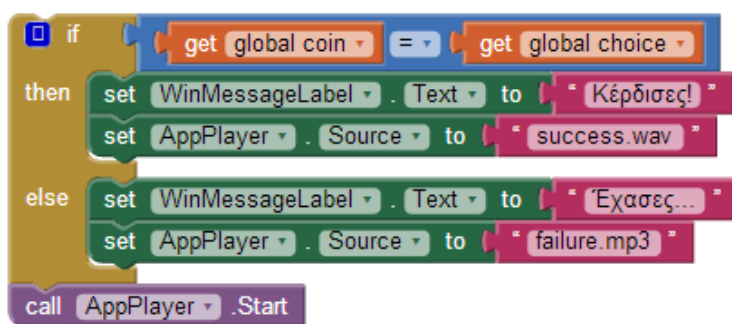 if get global coin = get global choice
then set WinMessageLabel . Text to " Κέρδισες! "
set AppPlayer . Source to " success.wav "
else set WinMessageLabel . Text to " Έχασες... "
set AppPlayer . Source to " failure.mp3 "
call AppPlayer .Start